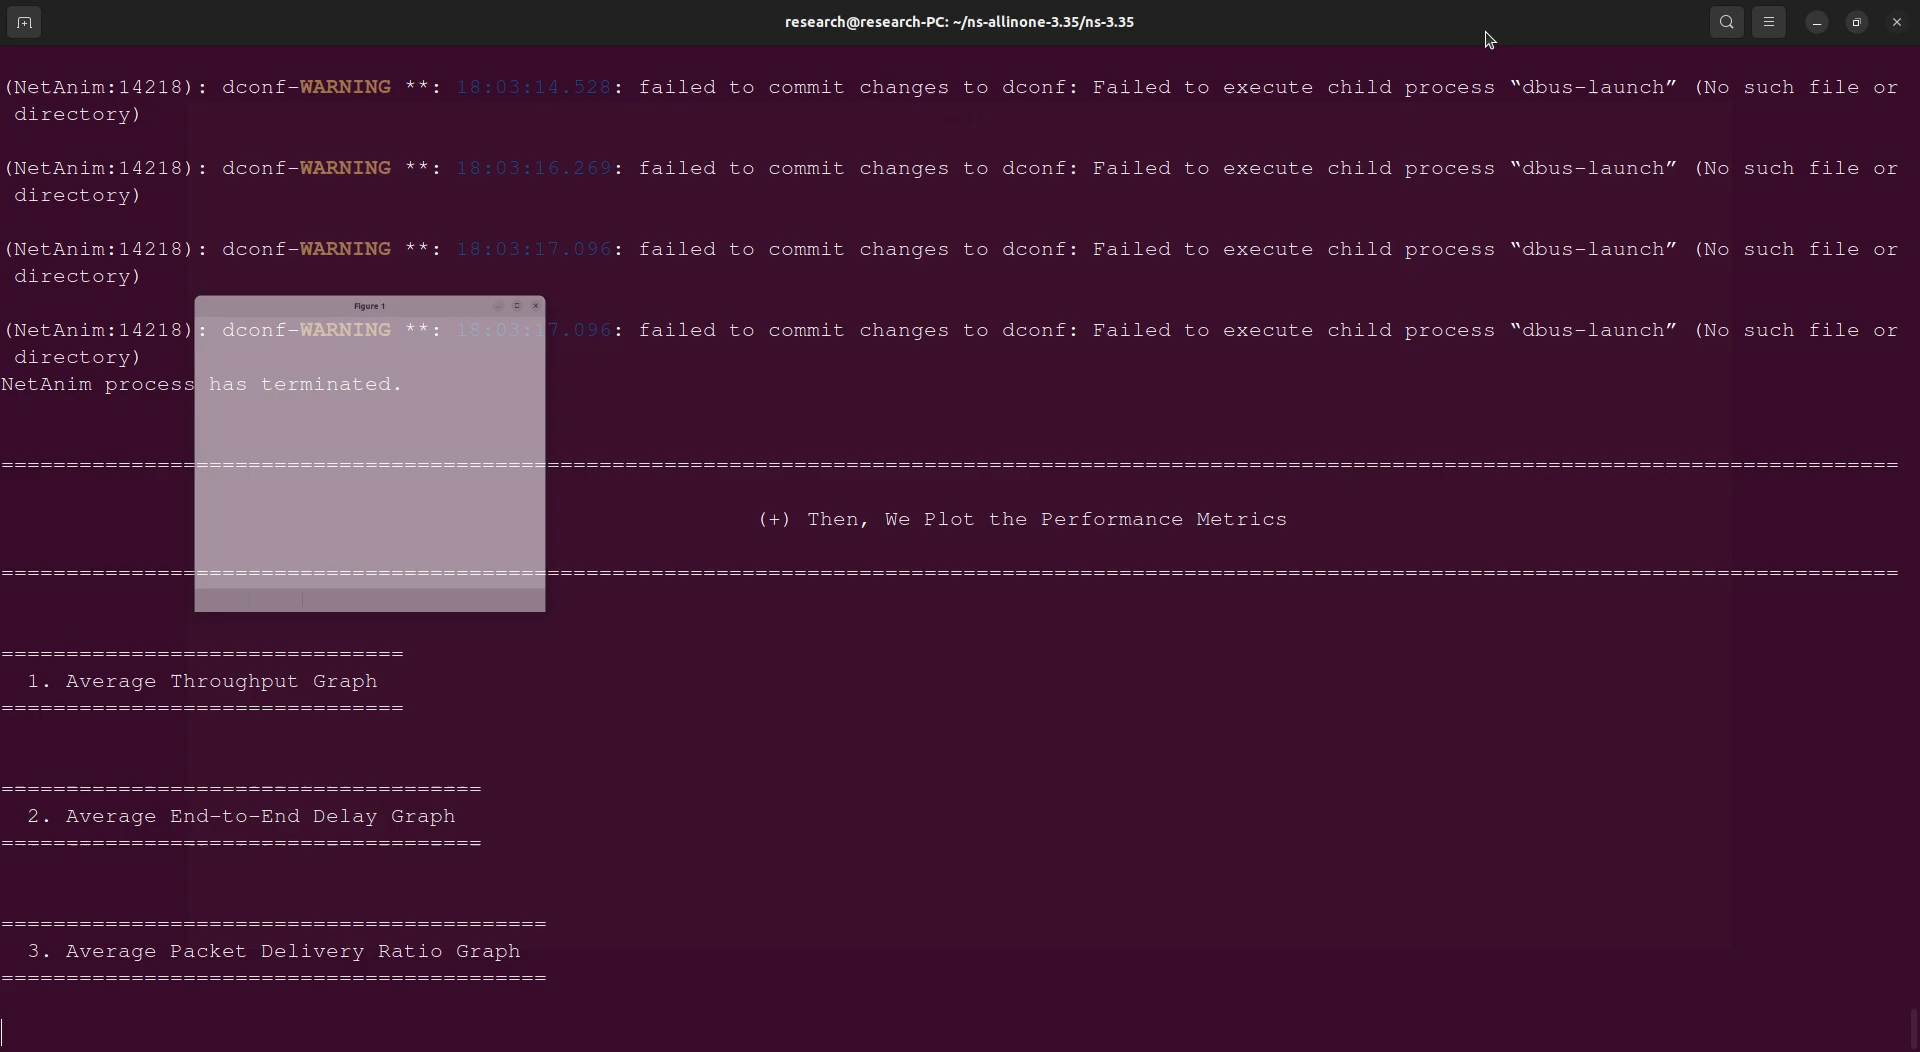 research@research-PC: ~/ns-allinone-3.35/ns-3.35
(NetAnim:14218): dconf-WARNING **: 18:03:14.528: failed to commit changes to dconf: Failed to execute child process “dbus-launch” (No such file or
directory)
(NetAnim:14218): dconf-WARNING **: 18:03:16.269: failed to commit changes to dconf: Failed to execute child process “dbus-launch” (No such file or
directory)
(NetAnim:14218): dconf-WARNING **: 18:03:17.096: failed to commit changes to dconf: Failed to execute child process “dbus-launch” (No such file or
directory)
Figure 1
(NetAnim:14218): dconf-WARNING **: 18:03:17.096: failed to commit changes to dconf: Failed to execute child process “dbus-launch” (No such file or
directory)
NetAnim process has terminated.
==================================================================================================================================================
(+) Then, We Plot the Performance Metrics
==================================================================================================================================================
===============================
1. Average Throughput Graph
===============================
=====================================
2. Average End-to-End Delay Graph
=====================================
==========================================
3. Average Packet Delivery Ratio Graph
==========================================